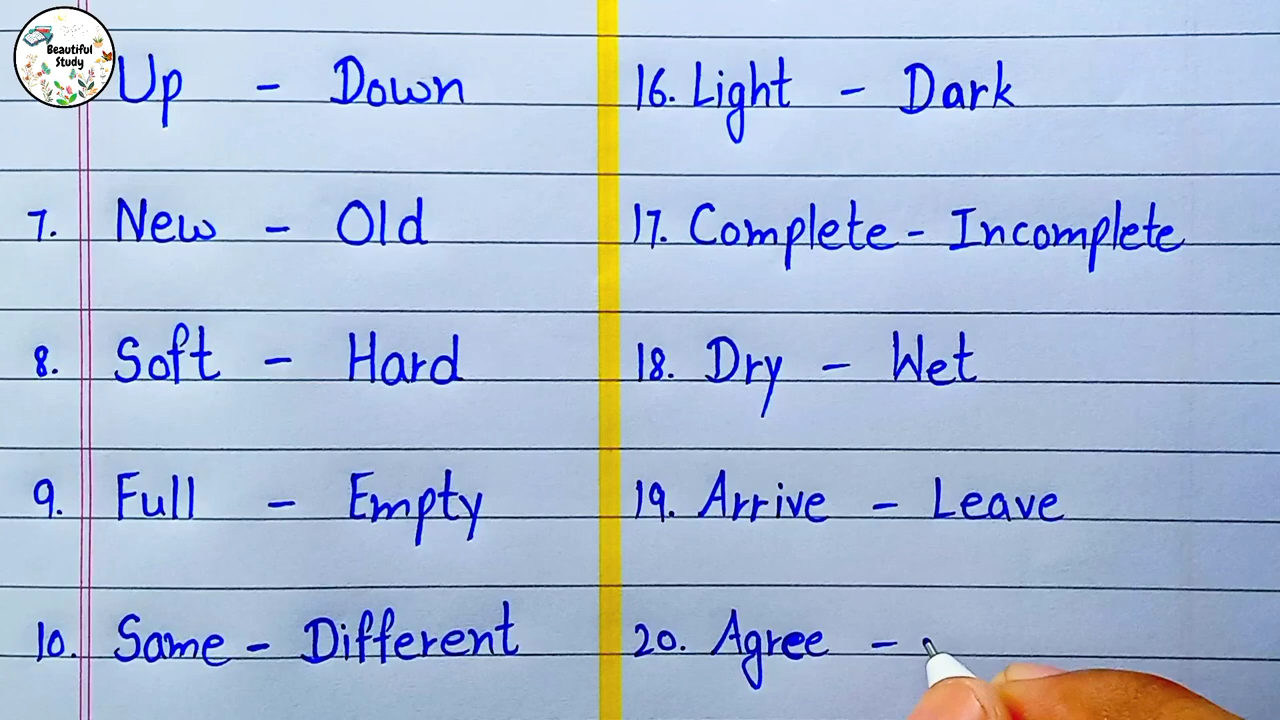 Beautiful
Study
Up - Down
7. New - Old
8. Soft - Hard
9. Full - Empty
10. Same - Different
16. Light - Dark
17. Complete - Incomplete
18. Dry - Wet
19. Arrive - Leave
20. Agree -